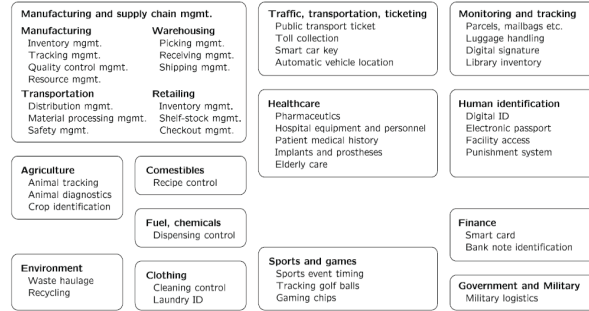 Manufacturing and supply chain mgmt.
Manufacturing
Inventory mgmt.
Tracking mgmt.
Quality control mgmt.
Resource mgmt.
Warehousing
Picking mgmt.
Receiving mgmt.
Shipping mgmt.
Transportation
Distribution mgmt.
Material processing mgmt.
Safety mgmt.
Retailing
Inventory mgmt.
Shelf-stock mgmt.
Checkout mgmt.
Traffic, transportation, ticketing
Public transport ticket
Toll collection
Smart car key
Automatic vehicle location
Monitoring and tracking
Parcels, mailbags etc.
Luggage handling
Digital signature
Library inventory
Healthcare
Pharmaceutics
Hospital equipment and personnel
Patient medical history
Implants and prostheses
Elderly care
Human identification
Digital ID
Electronic passport
Facility access
Punishment system
Agriculture
Animal tracking
Animal diagnostics
Crop identification
Comestibles
Recipe control
Fuel, chemicals
Dispensing control
Finance
Smart card
Bank note identification
Environment
Waste haulage
Recycling
Clothing
Cleaning control
Laundry ID
Sports and games
Sports event timing
Tracking golf balls
Gaming chips
Government and Military
Military logistics